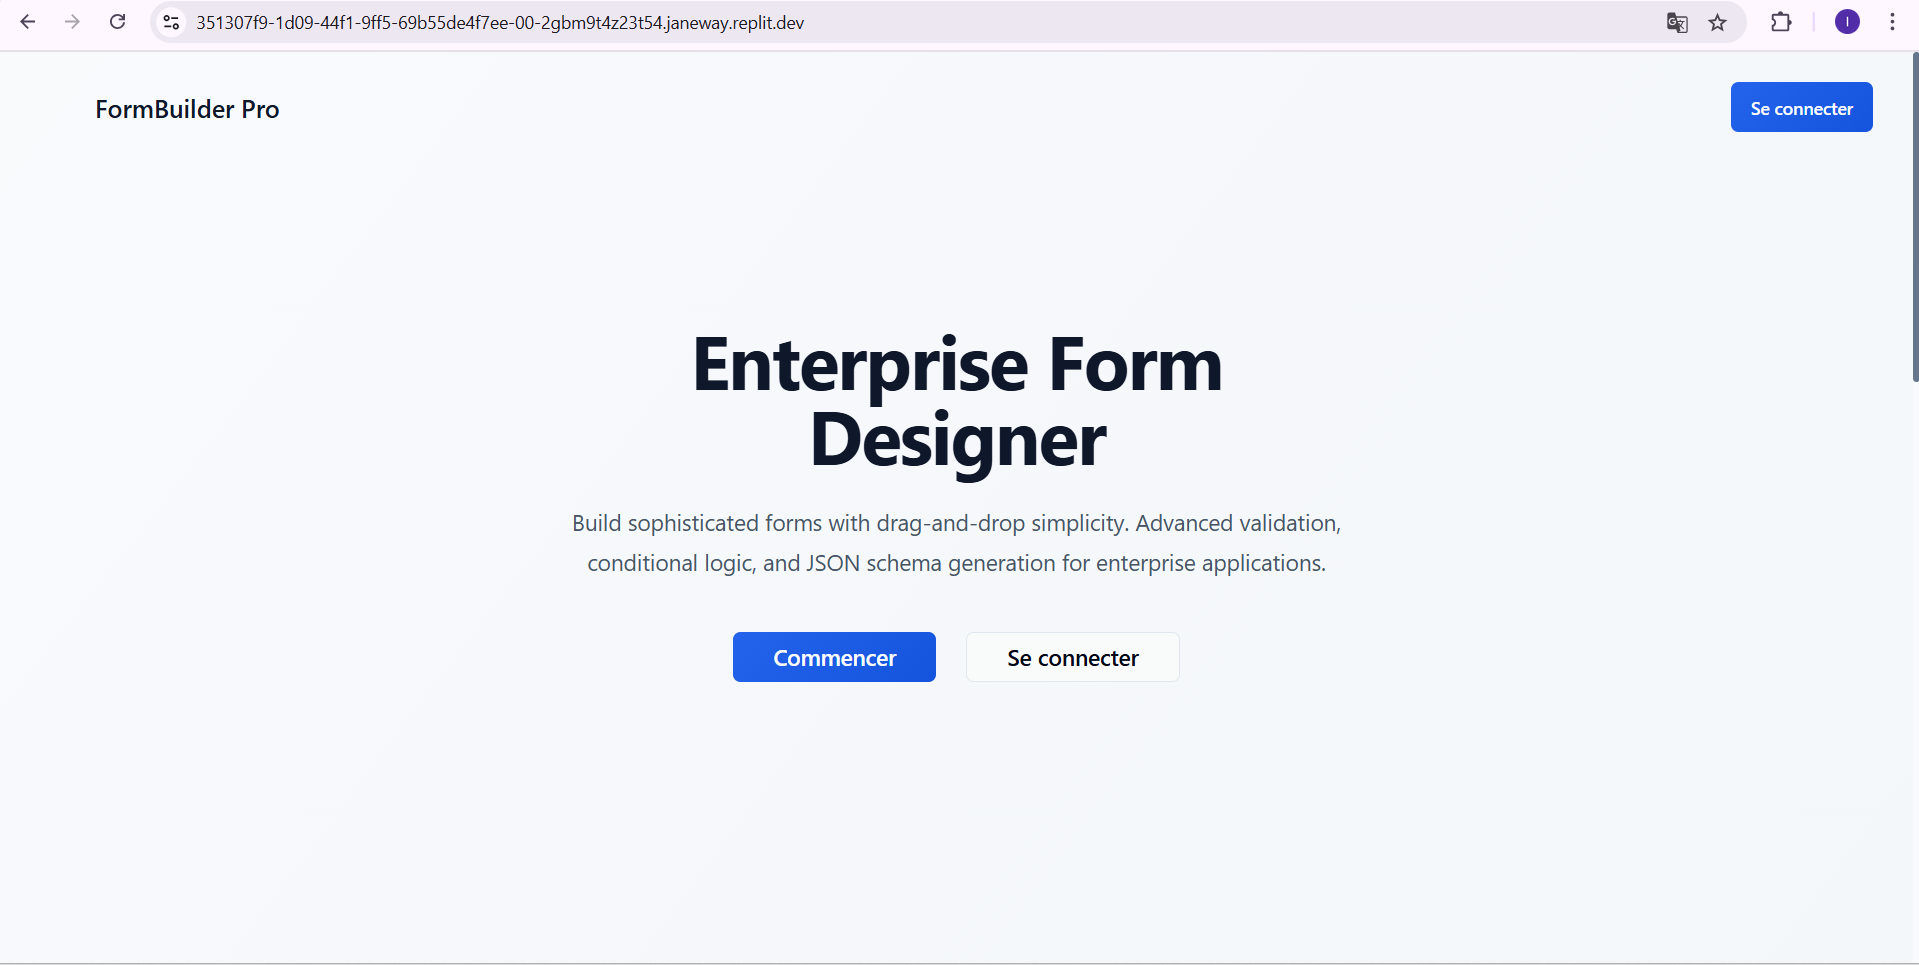 351307f9-1d09-44f1-9ff5-69b55de4f7ee-00-2gbm9t4z23t54.janeway.replit.dev
I
FormBuilder Pro
Se connecter
Enterprise Form
Designer
Build sophisticated forms with drag-and-drop simplicity. Advanced validation,
conditional logic, and JSON schema generation for enterprise applications.
Commencer
Se connecter